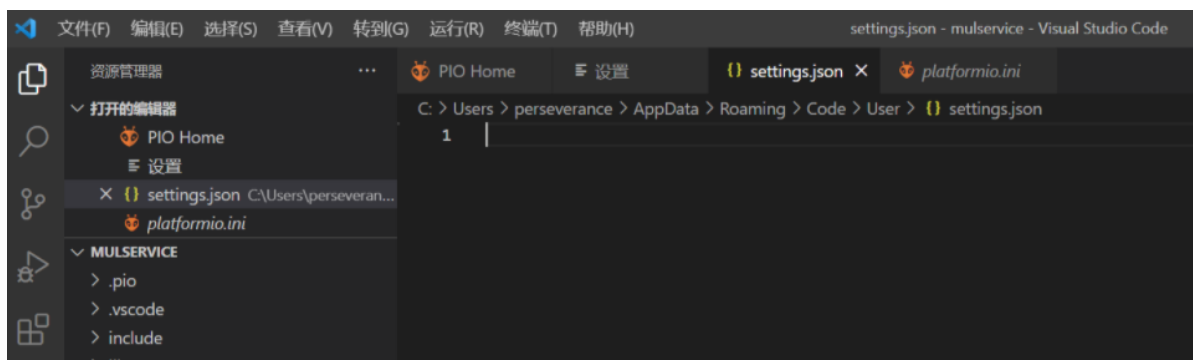 文件(F) 编辑(E) 选择(S) 查看(V) 转到(G) 运行(R) 终端(T) 帮助(H) settings.json - mulservice - Visual Studio Code
资源管理器 ···
打开的编辑器
PIO Home
设置
settings.json C:\Users\perseveran...
platformio.ini
MULSERVICE
.pio
.vscode
include
PIO Home 设置 settings.json platformio.ini
C: > Users > perseverance > AppData > Roaming > Code > User > {} settings.json
1